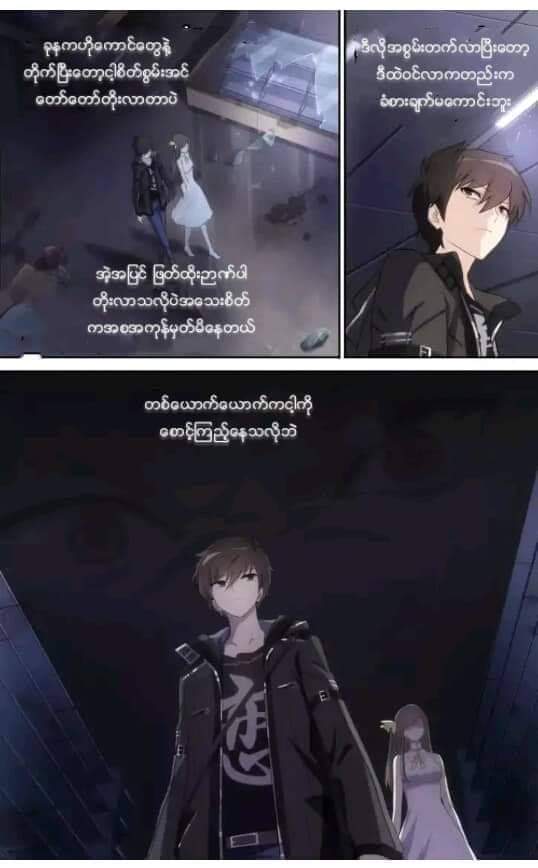 ခုနကဟိုကောင်တွေနဲ့
တိုက်ပြီးတော့ငါ့စိတ်စွမ်းအင်
တော်တော်တိုးလာတာပဲ
အဲ့အပြင် ဖြတ်ထိုးဉာဏ်ပါ
တိုးလာသလိုပဲအသေးစိတ်
ကအစအကုန်မှတ်မိနေတယ်
ဒီလိုအစွမ်းတက်လာပြီးတော့
ဒီထဲဝင်လာကတည်းက
ခံစားချက်မကောင်းဘူး
တစ်ယောက်ယောက်ကငါ့ကို
စောင့်ကြည့်နေသလိုဘဲ